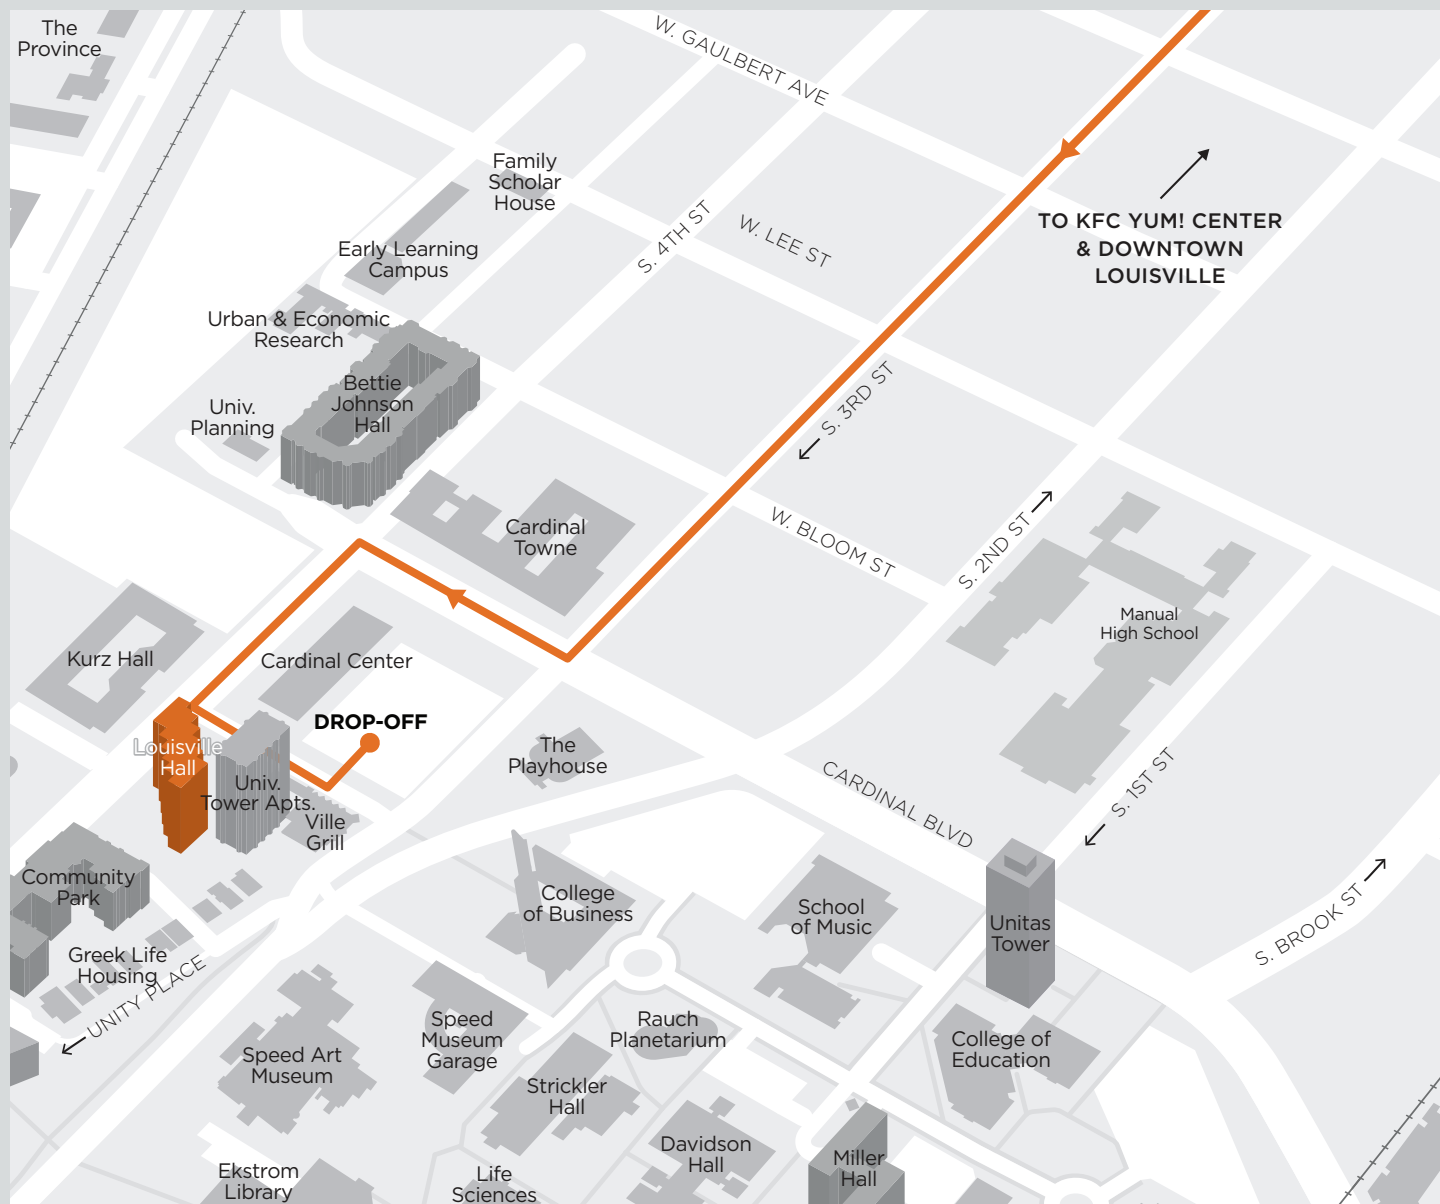 The
Province
W. GAULBERT AVE
Family
Scholar
House
TO KFC YUM! CENTER
& DOWNTOWN
LOUISVILLE
S. 4TH ST
W. LEE ST
Early Learning
Campus
Urban & Economic
Research
Bettie
Johnson
Hall
Univ.
Planning
S. 3RD ST
Cardinal
Towne
W. BLOOM ST
S. 2ND ST
Manual
High School
Kurz Hall
Cardinal Center
DROP-OFF
Louisville
Hall
Univ.
Tower Apts.
Ville
Grill
The
Playhouse
CARDINAL BLVD
S. 1ST ST
Community
Park
College
of Business
School
of Music
Unitas
Tower
S. BROOK ST
Greek Life
Housing
UNITY PLACE
Speed Art
Museum
Speed
Museum
Garage
Rauch
Planetarium
College of
Education
Strickler
Hall
Davidson
Hall
Miller
Hall
Ekstrom
Library
Life
Sciences